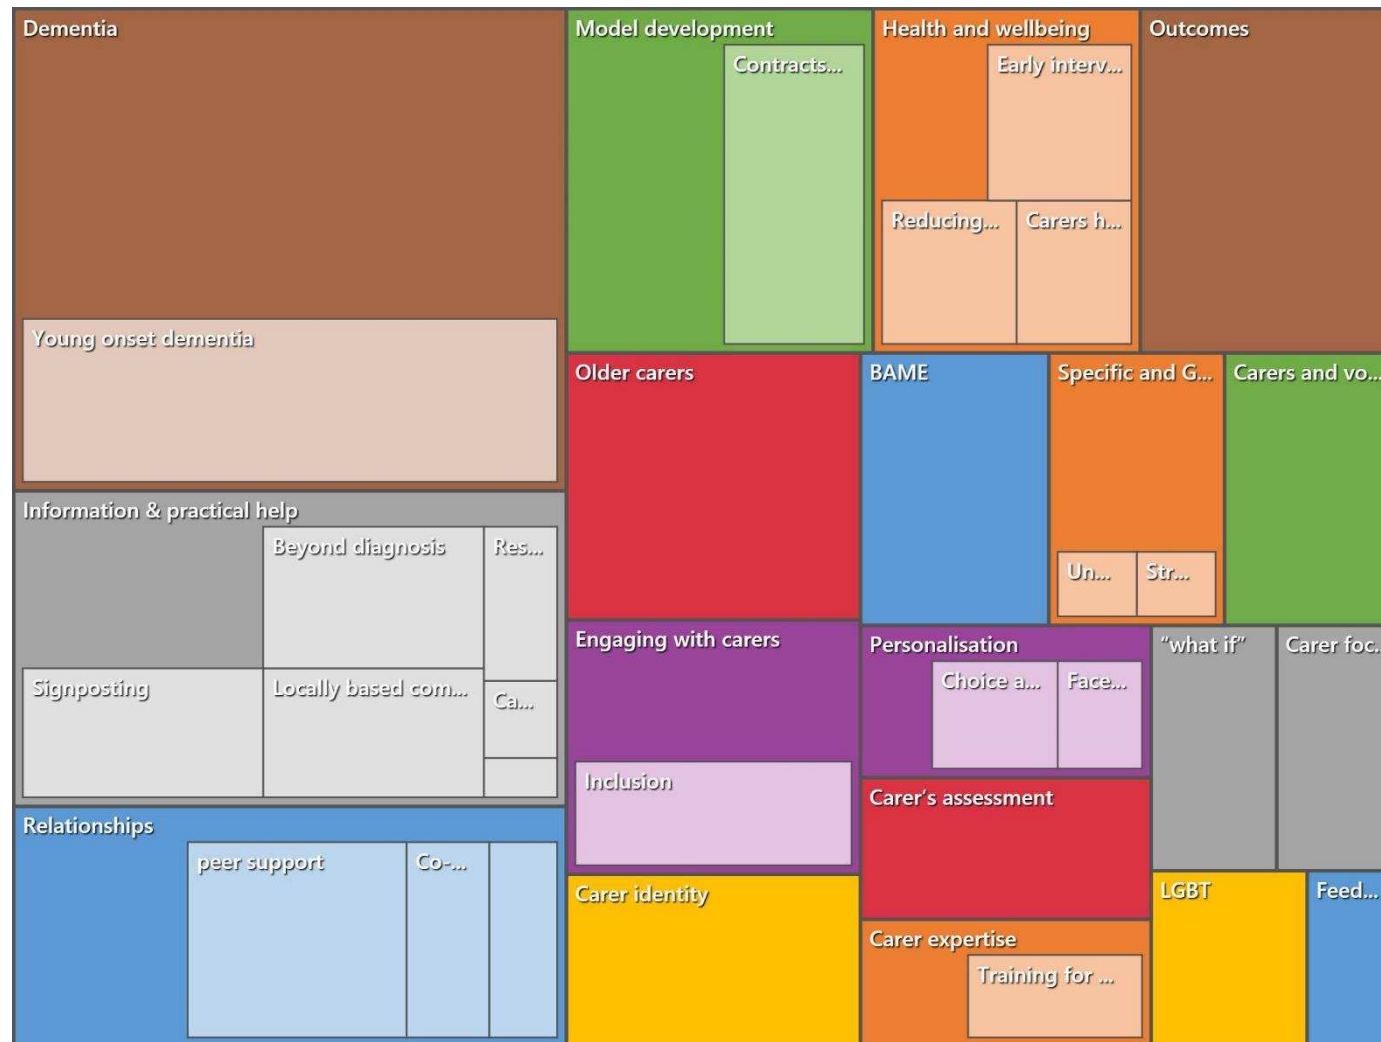 Dementia
Young onset dementia
Information & practical help
Beyond diagnosis
Res...
Signposting
Locally based com...
Ca...
Relationships
peer support
Co-...
Model development
Contracts...
Health and wellbeing
Early interv...
Reducing...
Carers h...
Outcomes
Older carers
BAME
Specific and G...
Un...
Str...
Carers and vo...
Engaging with carers
Inclusion
Personalisation
Choice a...
Face...
"what if"
Carer foc...
Carer's assessment
Carer identity
Carer expertise
Training for ...
LGBT
Feed...